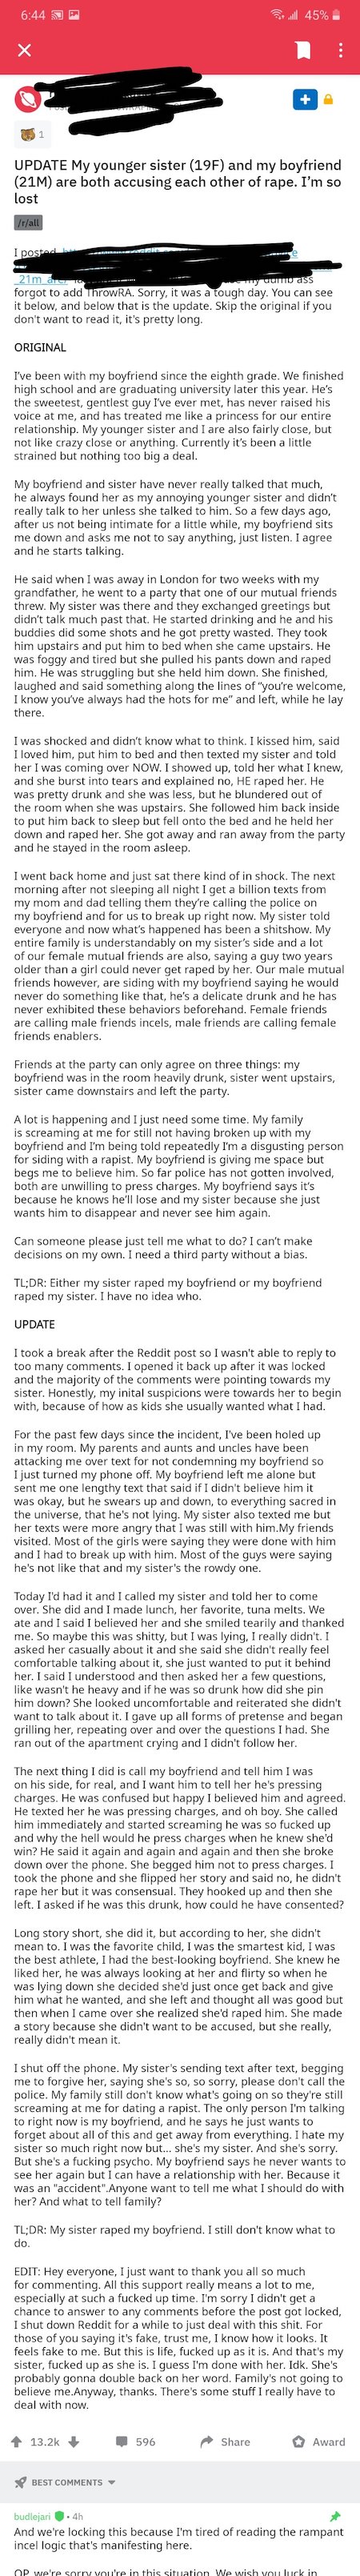 6:44
45%
1
UPDATE My younger sister (19F) and my boyfriend
(21M) are both accusing each other of rape. I'm so
lost
/r/all
I posted
_21m_are/ my dumb ass
forgot to add ThrowRA. Sorry, it was a tough day. You can see
it below, and below that is the update. Skip the original if you
don't want to read it, it's pretty long.
ORIGINAL
I've been with my boyfriend since the eighth grade. We finished
high school and are graduating university later this year. He's
the sweetest, gentlest guy I've ever met, has never raised his
voice at me, and has treated me like a princess for our entire
relationship. My younger sister and I are also fairly close, but
not like crazy close or anything. Currently it's been a little
strained but nothing too big a deal.
My boyfriend and sister have never really talked that much,
he always found her as my annoying younger sister and didn't
really talk to her unless she talked to him. So a few days ago,
after us not being intimate for a little while, my boyfriend sits
me down and asks me not to say anything, just listen. I agree
and he starts talking.
He said when I was away in London for two weeks with my
grandfather, he went to a party that one of our mutual friends
threw. My sister was there and they exchanged greetings but
didn't talk much past that. He started drinking and he and his
buddies did some shots and he got pretty wasted. They took
him upstairs and put him to bed when she came upstairs. He
was foggy and tired but she pulled his pants down and raped
him. He was struggling but she held him down. She finished,
laughed and said something along the lines of "you're welcome,
I know you've always had the hots for me" and left, while he lay
there.
I was shocked and didn't know what to think. I kissed him, said
I loved him, put him to bed and then texted my sister and told
her I was coming over NOW. I showed up, told her what I knew,
and she burst into tears and explained no, HE raped her. He
was pretty drunk and she was less, but he blundered out of
the room when she was upstairs. She followed him back inside
to put him back to sleep but fell onto the bed and he held her
down and raped her. She got away and ran away from the party
and he stayed in the room asleep.
I went back home and just sat there kind of in shock. The next
morning after not sleeping all night I get a billion texts from
my mom and dad telling them they're calling the police on
my boyfriend and for us to break up right now. My sister told
everyone and now what's happened has been a shitshow. My
entire family is understandably on my sister's side and a lot
of our female mutual friends are also, saying a guy two years
older than a girl could never get raped by her. Our male mutual
friends however, are siding with my boyfriend saying he would
never do something like that, he's a delicate drunk and he has
never exhibited these behaviors beforehand. Female friends
are calling male friends incels, male friends are calling female
friends enablers.
Friends at the party can only agree on three things: my
boyfriend was in the room heavily drunk, sister went upstairs,
sister came downstairs and left the party.
A lot is happening and I just need some time. My family
is screaming at me for still not having broken up with my
boyfriend and I'm being told repeatedly I'm a disgusting person
for siding with a rapist. My boyfriend is giving me space but
begs me to believe him. So far police has not gotten involved,
both are unwilling to press charges. My boyfriend says it's
because he knows he'll lose and my sister because she just
wants him to disappear and never see him again.
Can someone please just tell me what to do? I can't make
decisions on my own. I need a third party without a bias.
TL;DR: Either my sister raped my boyfriend or my boyfriend
raped my sister. I have no idea who.
UPDATE
I took a break after the Reddit post so I wasn't able to reply to
too many comments. I opened it back up after it was locked
and the majority of the comments were pointing towards my
sister. Honestly, my inital suspicions were towards her to begin
with, because of how as kids she usually wanted what I had.
For the past few days since the incident, I've been holed up
in my room. My parents and aunts and uncles have been
attacking me over text for not condemning my boyfriend so
I just turned my phone off. My boyfriend left me alone but
sent me one lengthy text that said if I didn't believe him it
was okay, but he swears up and down, to everything sacred in
the universe, that he's not lying. My sister also texted me but
her texts were more angry that I was still with him.My friends
visited. Most of the girls were saying they were done with him
and I had to break up with him. Most of the guys were saying
he's not like that and my sister's the rowdy one.
Today I'd had it and I called my sister and told her to come
over. She did and I made lunch, her favorite, tuna melts. We
ate and I said I believed her and she smiled tearily and thanked
me. So maybe this was shitty, but I was lying, I really didn't. I
asked her casually about it and she said she didn't really feel
comfortable talking about it, she just wanted to put it behind
her. I said I understood and then asked her a few questions,
like wasn't he heavy and if he was so drunk how did she pin
him down? She looked uncomfortable and reiterated she didn't
want to talk about it. I gave up all forms of pretense and began
grilling her, repeating over and over the questions I had. She
ran out of the apartment crying and I didn't follow her.
The next thing I did is call my boyfriend and tell him I was
on his side, for real, and I want him to tell her he's pressing
charges. He was confused but happy I believed him and agreed.
He texted her he was pressing charges, and oh boy. She called
him immediately and started screaming he was so fucked up
and why the hell would he press charges when he knew she'd
win? He said it again and again and again and then she broke
down over the phone. She begged him not to press charges. I
took the phone and she flipped her story and said no, he didn't
rape her but it was consensual. They hooked up and then she
left. I asked if he was this drunk, how could he have consented?
Long story short, she did it, but according to her, she didn't
mean to. I was the favorite child, I was the smartest kid, I was
the best athlete, I had the best-looking boyfriend. She knew he
liked her, he was always looking at her and flirty so when he
was lying down she decided she'd just once get back and give
him what he wanted, and she left and thought all was good but
then when I came over she realized she'd raped him. She made
a story because she didn't want to be accused, but she really,
really didn't mean it.
I shut off the phone. My sister's sending text after text, begging
me to forgive her, saying she's so, so sorry, please don't call the
police. My family still don't know what's going on so they're still
screaming at me for dating a rapist. The only person I'm talking
to right now is my boyfriend, and he says he just wants to
forget about all of this and get away from everything. I hate my
sister so much right now but... she's my sister. And she's sorry.
But she's a fucking psycho. My boyfriend says he never wants to
see her again but I can have a relationship with her. Because it
was an "accident".Anyone want to tell me what I should do with
her? And what to tell family?
TL;DR: My sister raped my boyfriend. I still don't know what to
do.
EDIT: Hey everyone, I just want to thank you all so much
for commenting. All this support really means a lot to me,
especially at such a fucked up time. I'm sorry I didn't get a
chance to answer to any comments before the post got locked,
I shut down Reddit for a while to just deal with this shit. For
those of you saying it's fake, trust me, I know how it looks. It
feels fake to me. But this is life, fucked up as it is. And that's my
sister, fucked up as she is. I guess I'm done with her. Idk. She's
probably gonna double back on her word. Family's not going to
believe me.Anyway, thanks. There's some stuff I really have to
deal with now.
13.2k 596 Share Award
BEST COMMENTS
budlejari • 4h
And we're locking this because I'm tired of reading the rampant
incel logic that's manifesting here.
OP, we're sorry you're in this situation. We wish you luck in